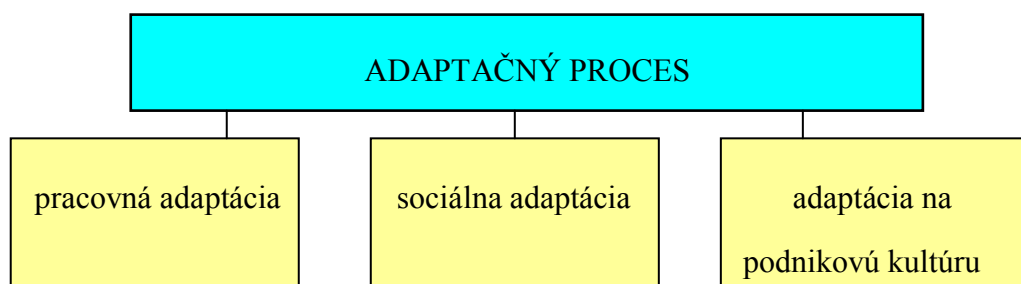 ADAPTAČNÝ PROCES
pracovná adaptácia
sociálna adaptácia
adaptácia na
podnikovú kultúru